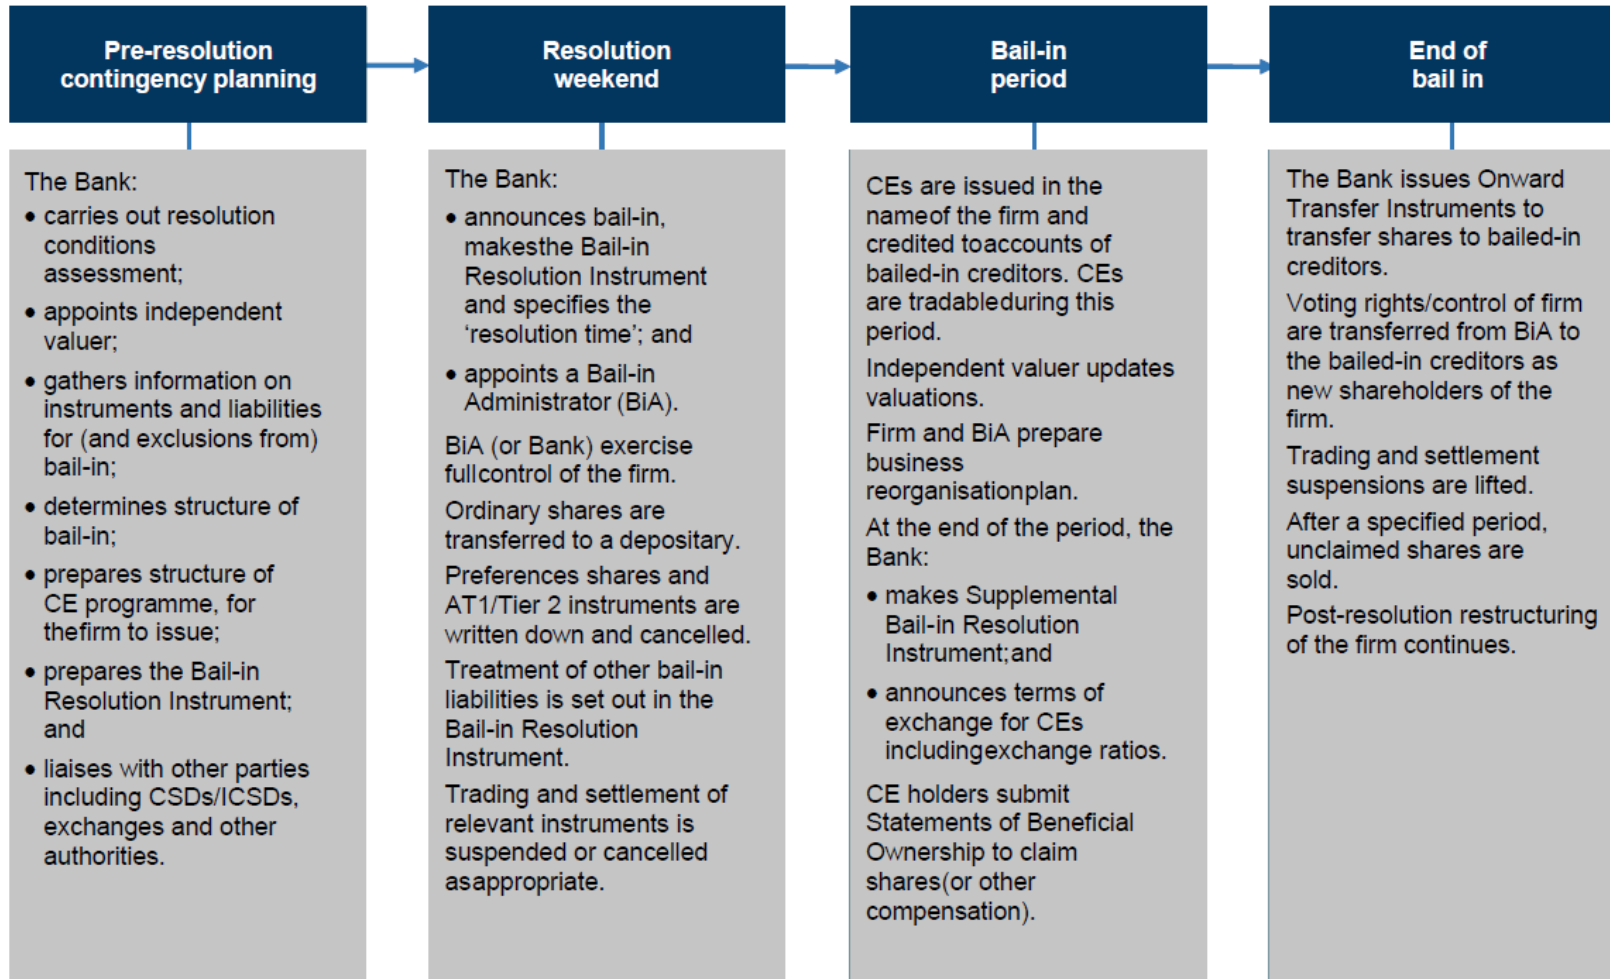 Pre-resolution
contingency planning
The Bank:
• carries out resolution
conditions
assessment;
• appoints independent
valuer;
• gathers information on
instruments and liabilities
for (and exclusions from)
bail-in;
• determines structure of
bail-in;
• prepares structure of
CE programme, for
thefirm to issue;
• prepares the Bail-in
Resolution Instrument;
and
• liaises with other parties
including CSDs/ICSDs,
exchanges and other
authorities.
Resolution
weekend
The Bank:
• announces bail-in,
makesthe Bail-in
Resolution Instrument
and specifies the
‘resolution time’; and
• appoints a Bail-in
Administrator (BiA).
BiA (or Bank) exercise
fullcontrol of the firm.
Ordinary shares are
transferred to a depositary.
Preferences shares and
AT1/Tier 2 instruments are
written down and cancelled.
Treatment of other bail-in
liabilities is set out in the
Bail-in Resolution
Instrument.
Trading and settlement of
relevant instruments is
suspended or cancelled
asappropriate.
Bail-in
period
CEs are issued in the
nameof the firm and
credited toaccounts of
bailed-in creditors. CEs
are tradableduring this
period.
Independent valuer updates
valuations.
Firm and BiA prepare
business
reorganisationplan.
At the end of the period, the
Bank:
• makes Supplemental
Bail-in Resolution
Instrument;and
• announces terms of
exchange for CEs
includingexchange ratios.
CE holders submit
Statements of Beneficial
Ownership to claim
shares(or other
compensation).
End of
bail in
The Bank issues Onward
Transfer Instruments to
transfer shares to bailed-in
creditors.
Voting rights/control of firm
are transferred from BiA to
the bailed-in creditors as
new shareholders of the
firm.
Trading and settlement
suspensions are lifted.
After a specified period,
unclaimed shares are
sold.
Post-resolution restructuring
of the firm continues.